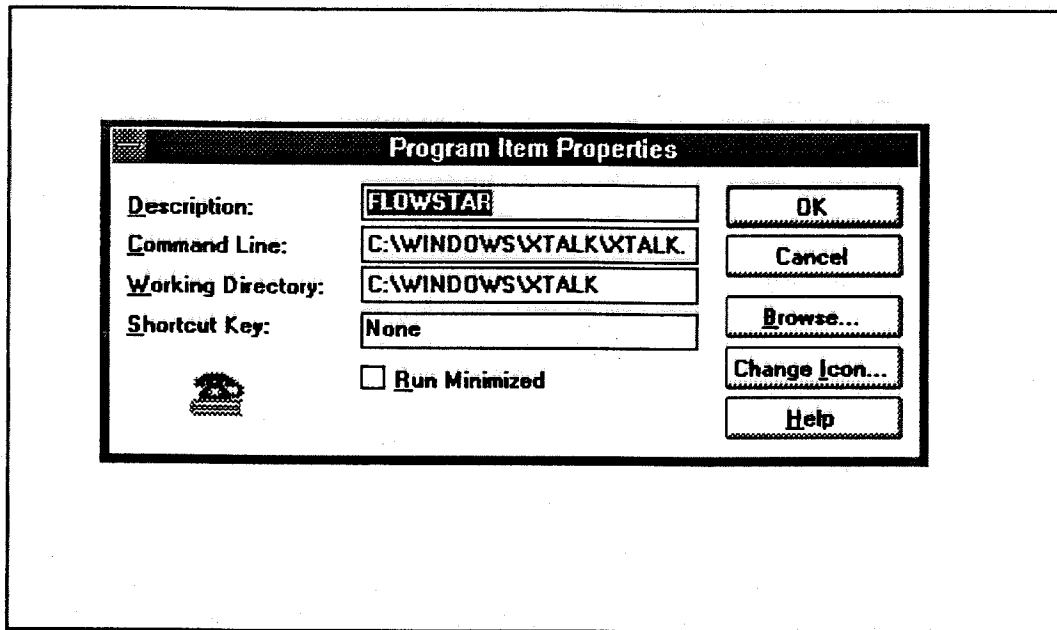 Program Item Properties
Description: FLOWSTAR OK
Command Line: C:\WINDOWS\XTALK\XTALK. Cancel
Working Directory: C:\WINDOWS\XTALK
Shortcut Key: None Browse...
Run Minimized Change Icon...
Help